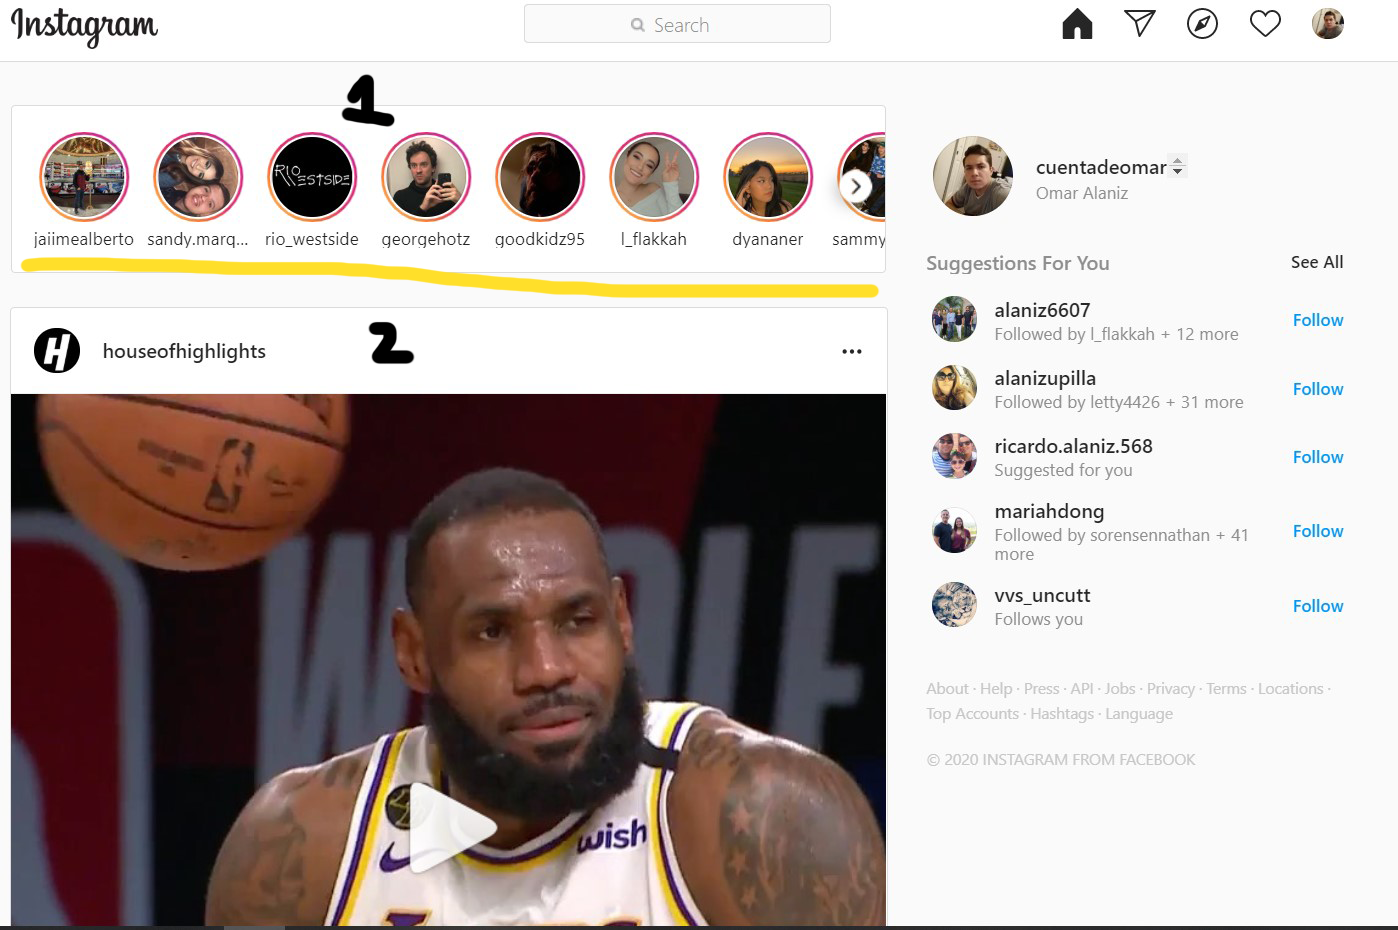 Instagram
Search
1
jaiimealberto sandy.marq... rio_westside georgehotz goodkidz95 l_flakkah dyananer sammy
RIO WESTSIDE
2
H houseofhighlights
wish
cuentadeomar
Omar Alaniz
Suggestions For You See All
alaniz6607
Followed by l_flakkah + 12 more Follow
alanizupilla
Followed by letty4426 + 31 more Follow
ricardo.alaniz.568
Suggested for you Follow
mariahdong
Followed by sorensennathan + 41
more Follow
vvs_uncutt
Follows you Follow
About · Help · Press · API · Jobs · Privacy · Terms · Locations ·
Top Accounts · Hashtags · Language
© 2020 INSTAGRAM FROM FACEBOOK